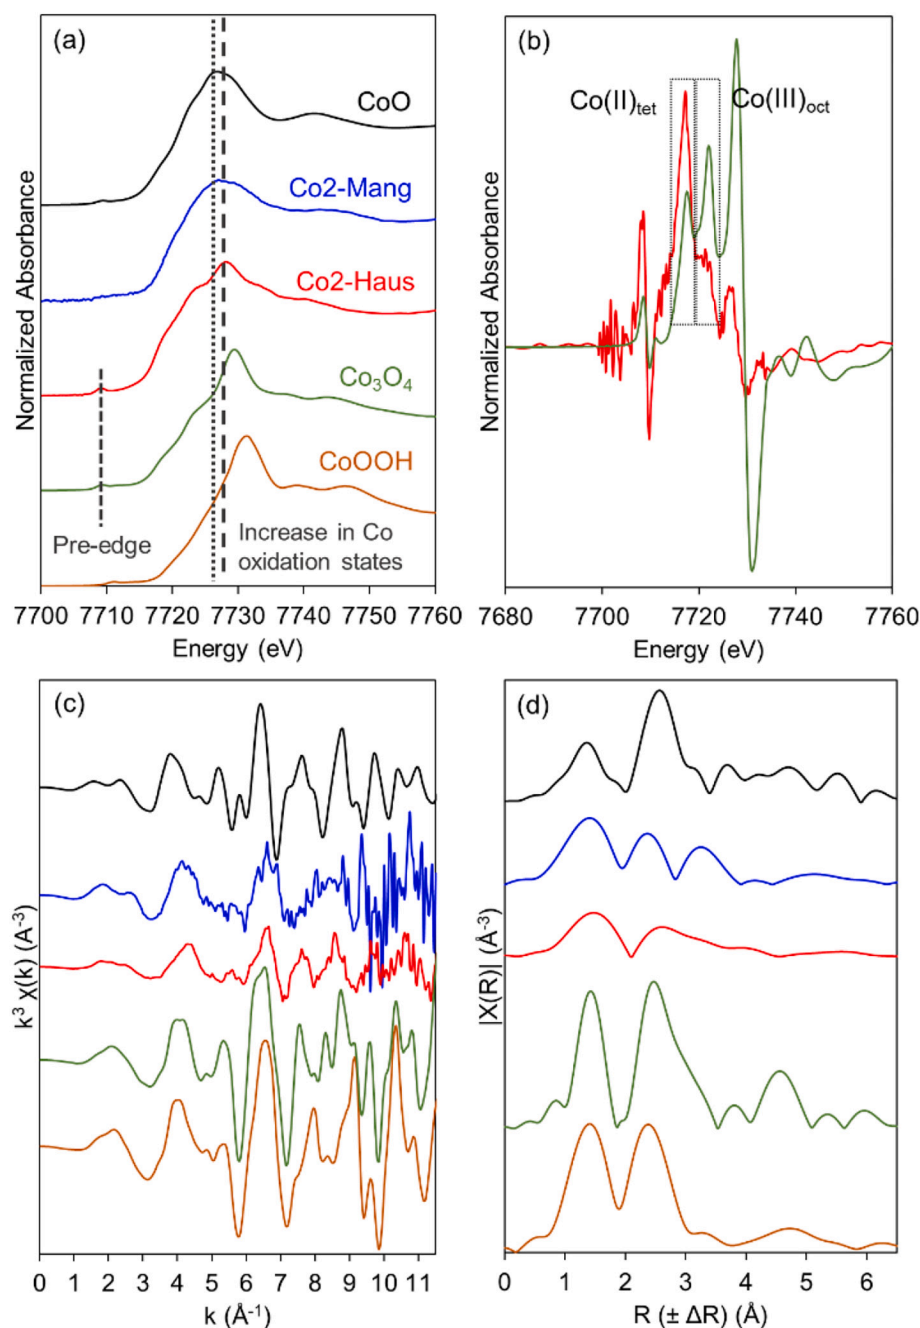 (a)
CoO
Co2-Mang
Co2-Haus
Co₃O₄
CoOOH
Pre-edge
Increase in Co
oxidation states
Normalized Absorbance
7700 7710 7720 7730 7740 7750 7760
Energy (eV)
(b)
Co(II)tet
Co(III)oct
Normalized Absorbance
7680 7700 7720 7740 7760
Energy (eV)
(c)
k³ χ(k) (A⁻³)
0 1 2 3 4 5 6 7 8 9 10 11
k (Å⁻¹)
(d)
|X(R)| (Å⁻³)
0 1 2 3 4 5 6
R (± ΔR) (Å)